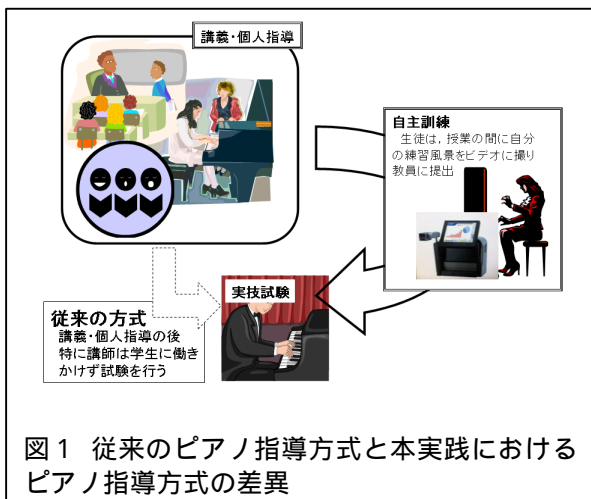 講義・個人指導
自主訓練
生徒は，授業の間に自分
の練習風景をビデオに撮り
教員に提出
実技試験
従来の方式
講義・個人指導の後
特に講師は学生に働き
かけず試験を行う
図１ 従来のピアノ指導方式と本実践における
ピアノ指導方式の差異